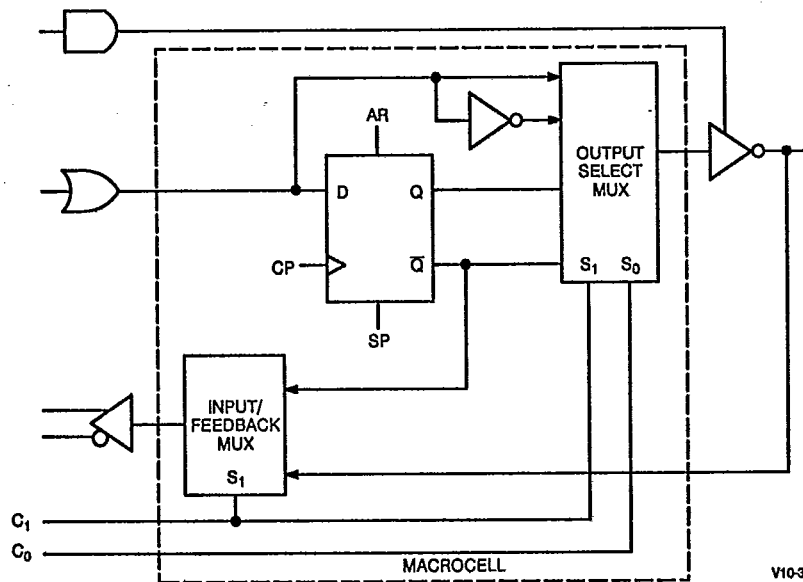 AR
OUTPUT
SELECT
MUX
D Q
CP Q̅
S₁ S₀
SP
INPUT/
FEEDBACK
MUX
S₁
C₁
C₀
MACROCELL
V10-3